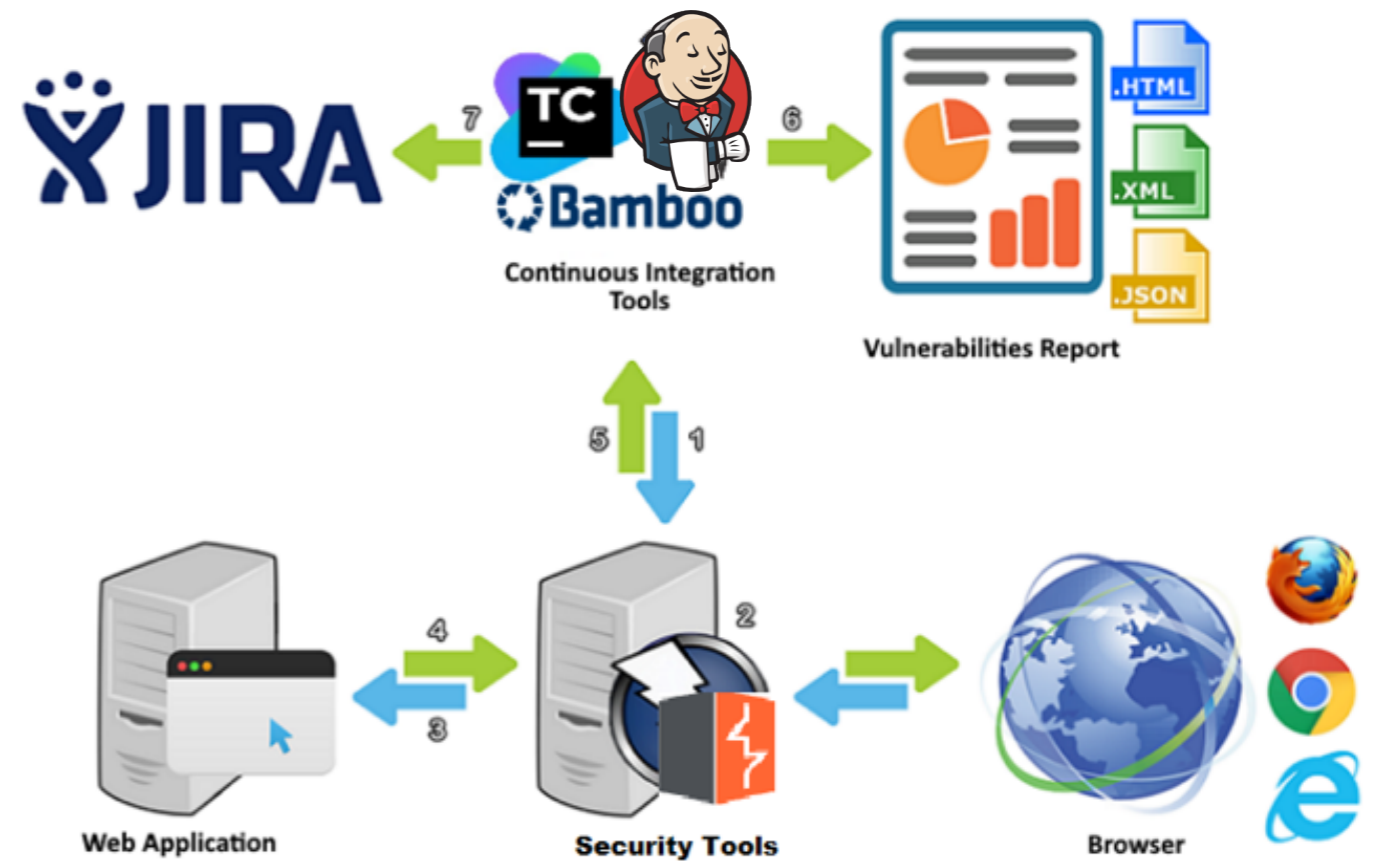 JIRA
7
TC
6
Bamboo
Continuous Integration
Tools
.HTML
.XML
.JSON
Vulnerabilities Report
5
1
2
4
3
Web Application
Security Tools
Browser